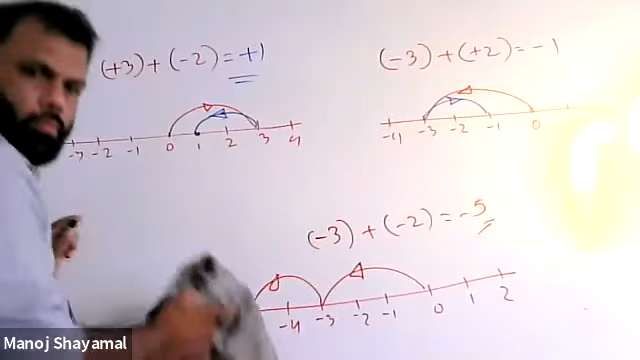 (+3) + (-2) = +1
-3 -2 -1 0 1 2 3 4
(-3) + (+2) = -1
-4 -3 -2 -1 0
(-3) + (-2) = -5
-4 -3 -2 -1 0 1 2
Manoj Shayamal